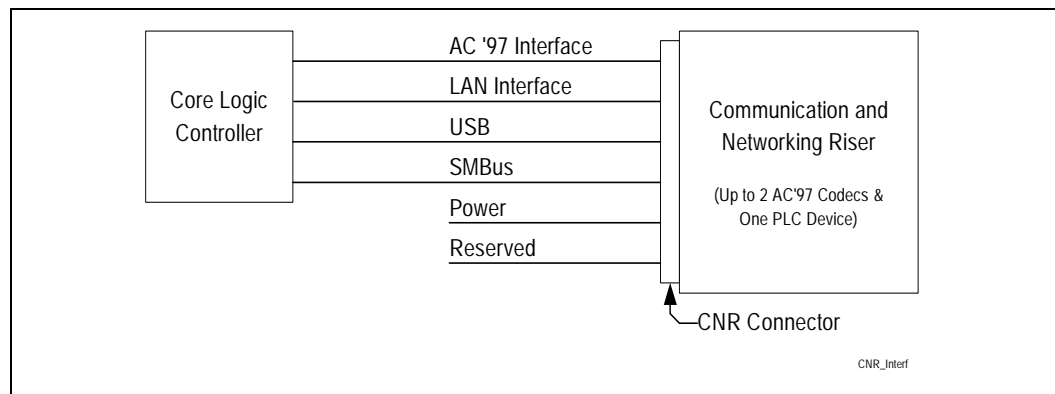 AC '97 Interface
LAN Interface
Core Logic
Controller
USB
SMBus
Power
Reserved
Communication and
Networking Riser
(Up to 2 AC'97 Codecs &
One PLC Device)
CNR Connector
CNR_Interf